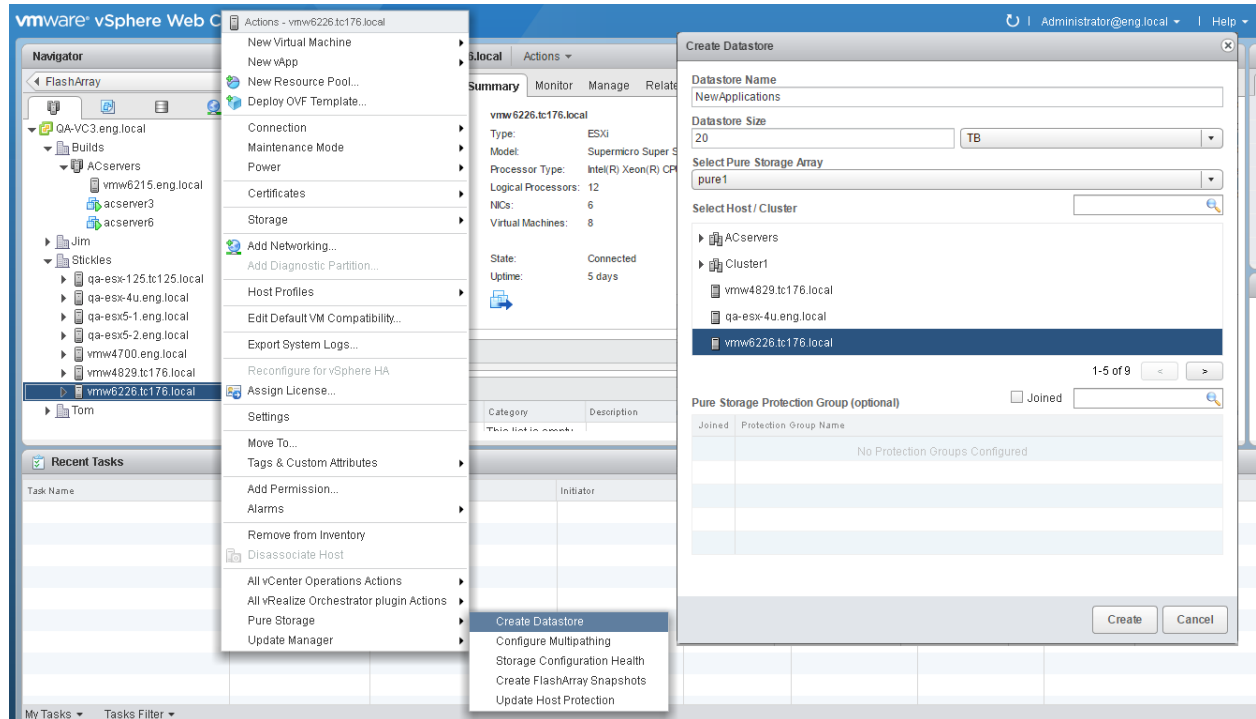 vmware® vSphere Web C
Administrator@eng.local
Help
Navigator
FlashArray
QA-VC3.eng.local
Builds
ACservers
vmw6215.eng.local
acserver3
acserver6
Jim
Stickles
qa-esx-125.tc125.local
qa-esx-4u.eng.local
qa-esx5-1.eng.local
qa-esx5-2.eng.local
vmw4700.eng.local
vmw4829.tc176.local
vmw6226.tc176.local
Tom
Actions - vmw6226.tc176.local
New Virtual Machine
New vApp
New Resource Pool...
Deploy OVF Template...
Connection
Maintenance Mode
Power
Certificates
Storage
Add Networking...
Add Diagnostic Partition...
Host Profiles
Edit Default VM Compatibility...
Export System Logs...
Reconfigure for vSphere HA
Assign License...
Settings
Move To...
Tags & Custom Attributes
Add Permission...
Alarms
Remove from Inventory
Disassociate Host
All vCenter Operations Actions
All vRealize Orchestrator plugin Actions
Pure Storage
Update Manager
Create Datastore
Configure Multipathing
Storage Configuration Health
Create FlashArray Snapshots
Update Host Protection
6.local Actions
Summary Monitor Manage Relate
vmw6226.tc176.local
Type: ESXi
Model: Supermicro Super S
Processor Type: Intel(R) Xeon(R) CP
Logical Processors: 12
NICs: 6
Virtual Machines: 8
State: Connected
Uptime: 5 days
Category Description
This list is empty.
Create Datastore
Datastore Name
NewApplications
Datastore Size
20 TB
Select Pure Storage Array
pure1
Select Host / Cluster
ACservers
Cluster1
vmw4829.tc176.local
qa-esx-4u.eng.local
vmw6226.tc176.local
1-5 of 9 < >
Pure Storage Protection Group (optional) Joined
Joined Protection Group Name
No Protection Groups Configured
Create Cancel
Recent Tasks
Task Name Initiator
My Tasks Tasks Filter